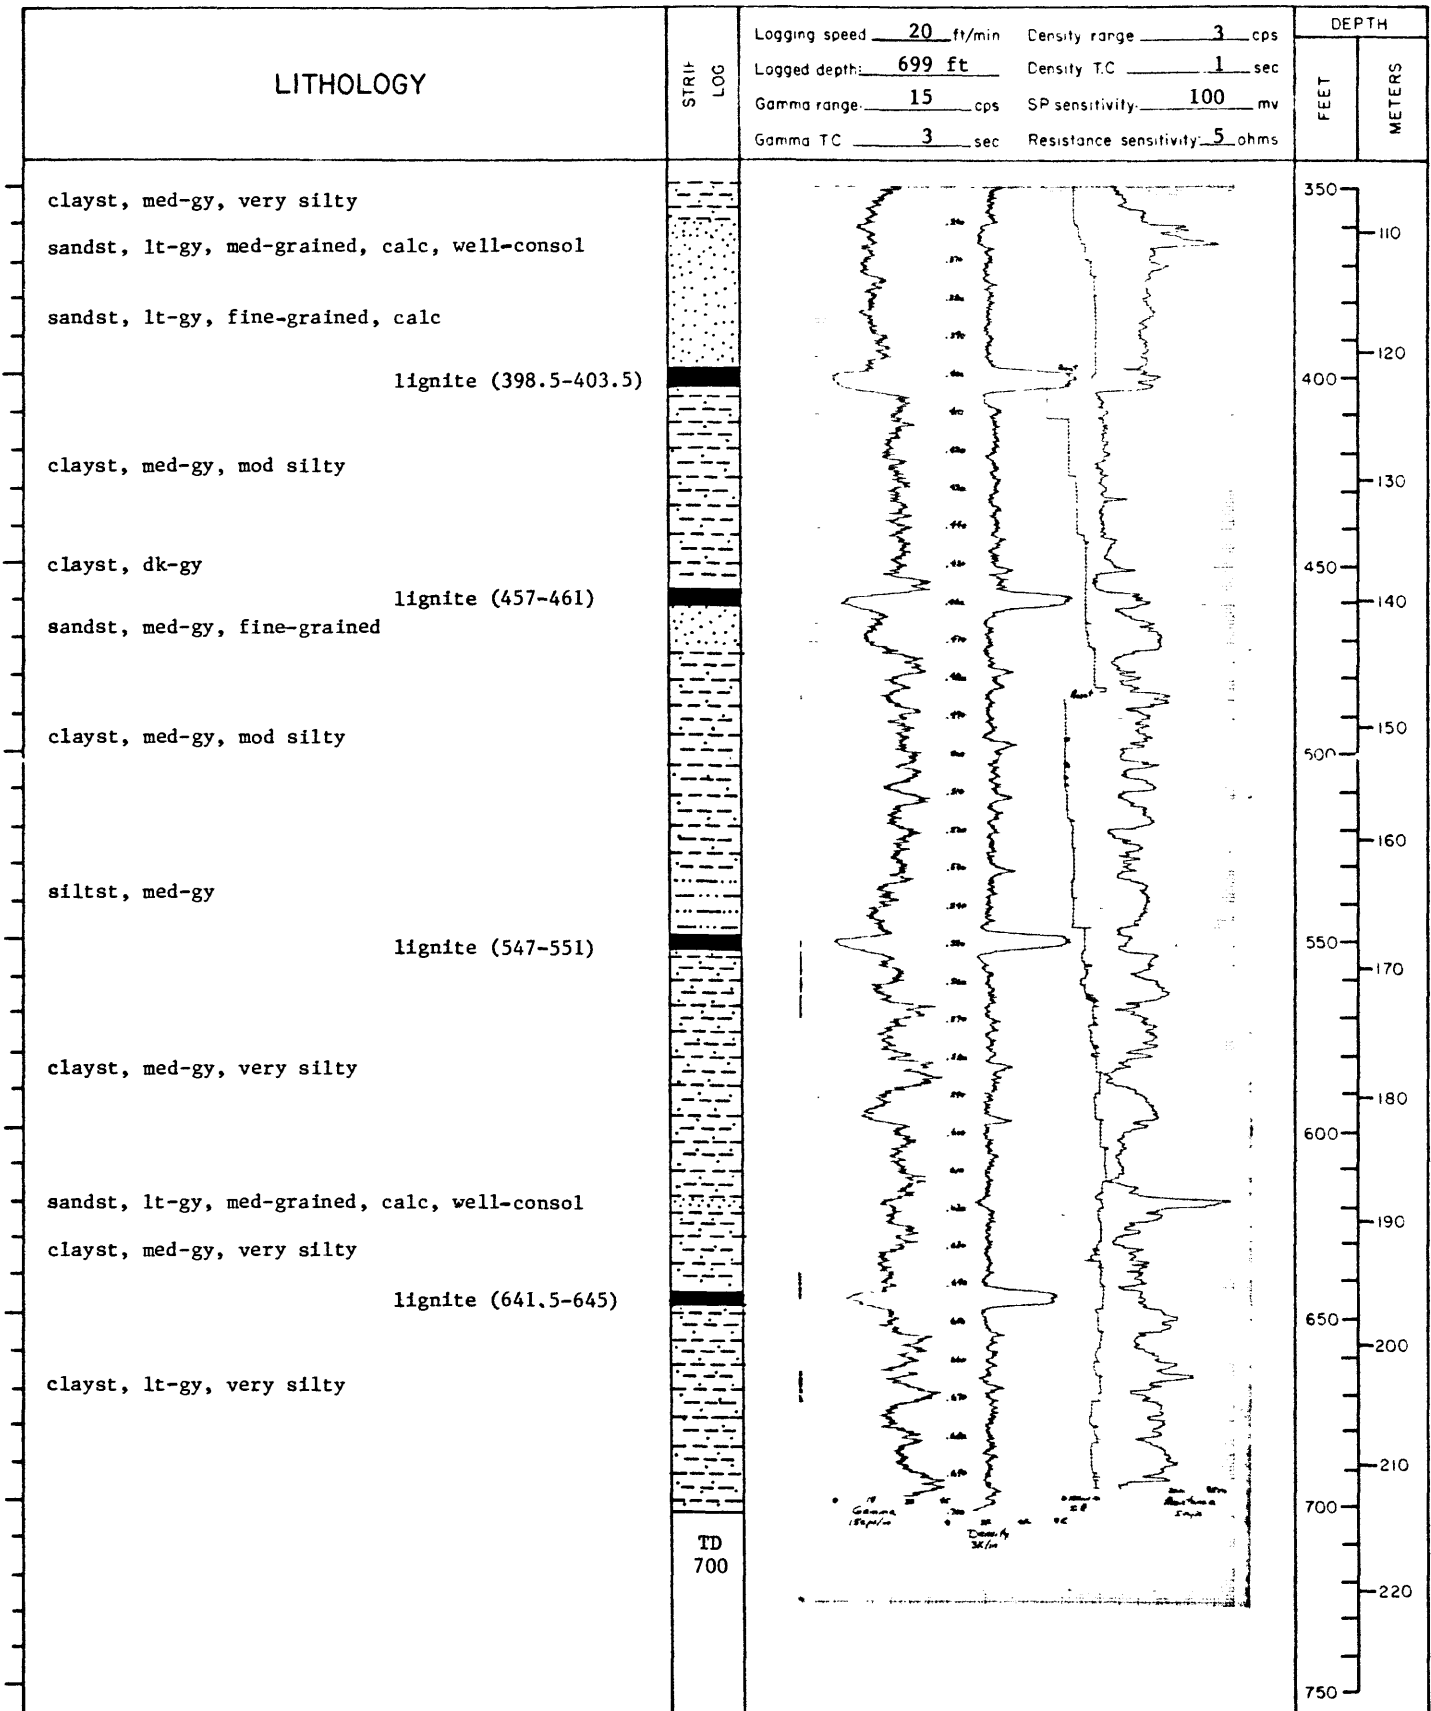 LITHOLOGY
STRIP LOG
Logging speed 20 ft/min Density range 3 cps
Logged depth: 699 ft Density T.C 1 sec
Gamma range 15 cps SP sensitivity 100 mv
Gamma TC 3 sec Resistance sensitivity: 5 ohms
DEPTH
FEET
METERS
clayst, med-gy, very silty
350
sandst, lt-gy, med-grained, calc, well-consol
110
sandst, lt-gy, fine-grained, calc
120
lignite (398.5-403.5)
400
clayst, med-gy, mod silty
130
clayst, dk-gy
450
lignite (457-461)
140
sandst, med-gy, fine-grained
clayst, med-gy, mod silty
150
500
160
siltst, med-gy
lignite (547-551)
550
170
clayst, med-gy, very silty
180
600
sandst, lt-gy, med-grained, calc, well-consol
190
clayst, med-gy, very silty
lignite (641.5-645)
650
200
clayst, lt-gy, very silty
210
700
Gamma
Density
TD
700
220
750